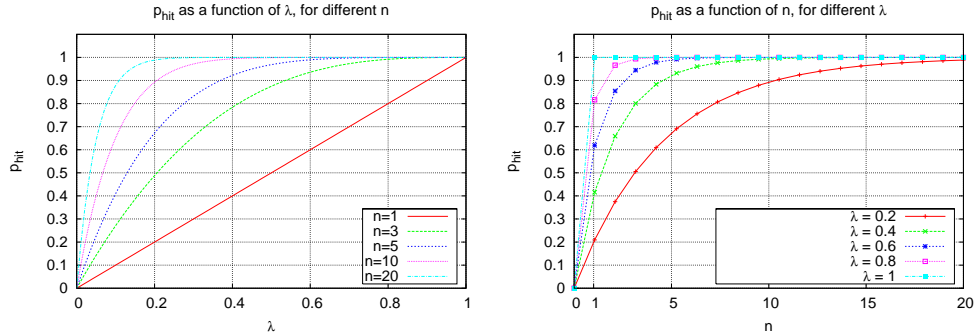 p_hit as a function of λ, for different n
p_hit
1
0.9
0.8
0.7
0.6
0.5
0.4
0.3
0.2
0.1
0
n=1
n=3
n=5
n=10
n=20
0 0.2 0.4 0.6 0.8 1
λ
p_hit as a function of n, for different λ
p_hit
1
0.9
0.8
0.7
0.6
0.5
0.4
0.3
0.2
0.1
0
λ = 0.2
λ = 0.4
λ = 0.6
λ = 0.8
λ = 1
0 1 5 10 15 20
n